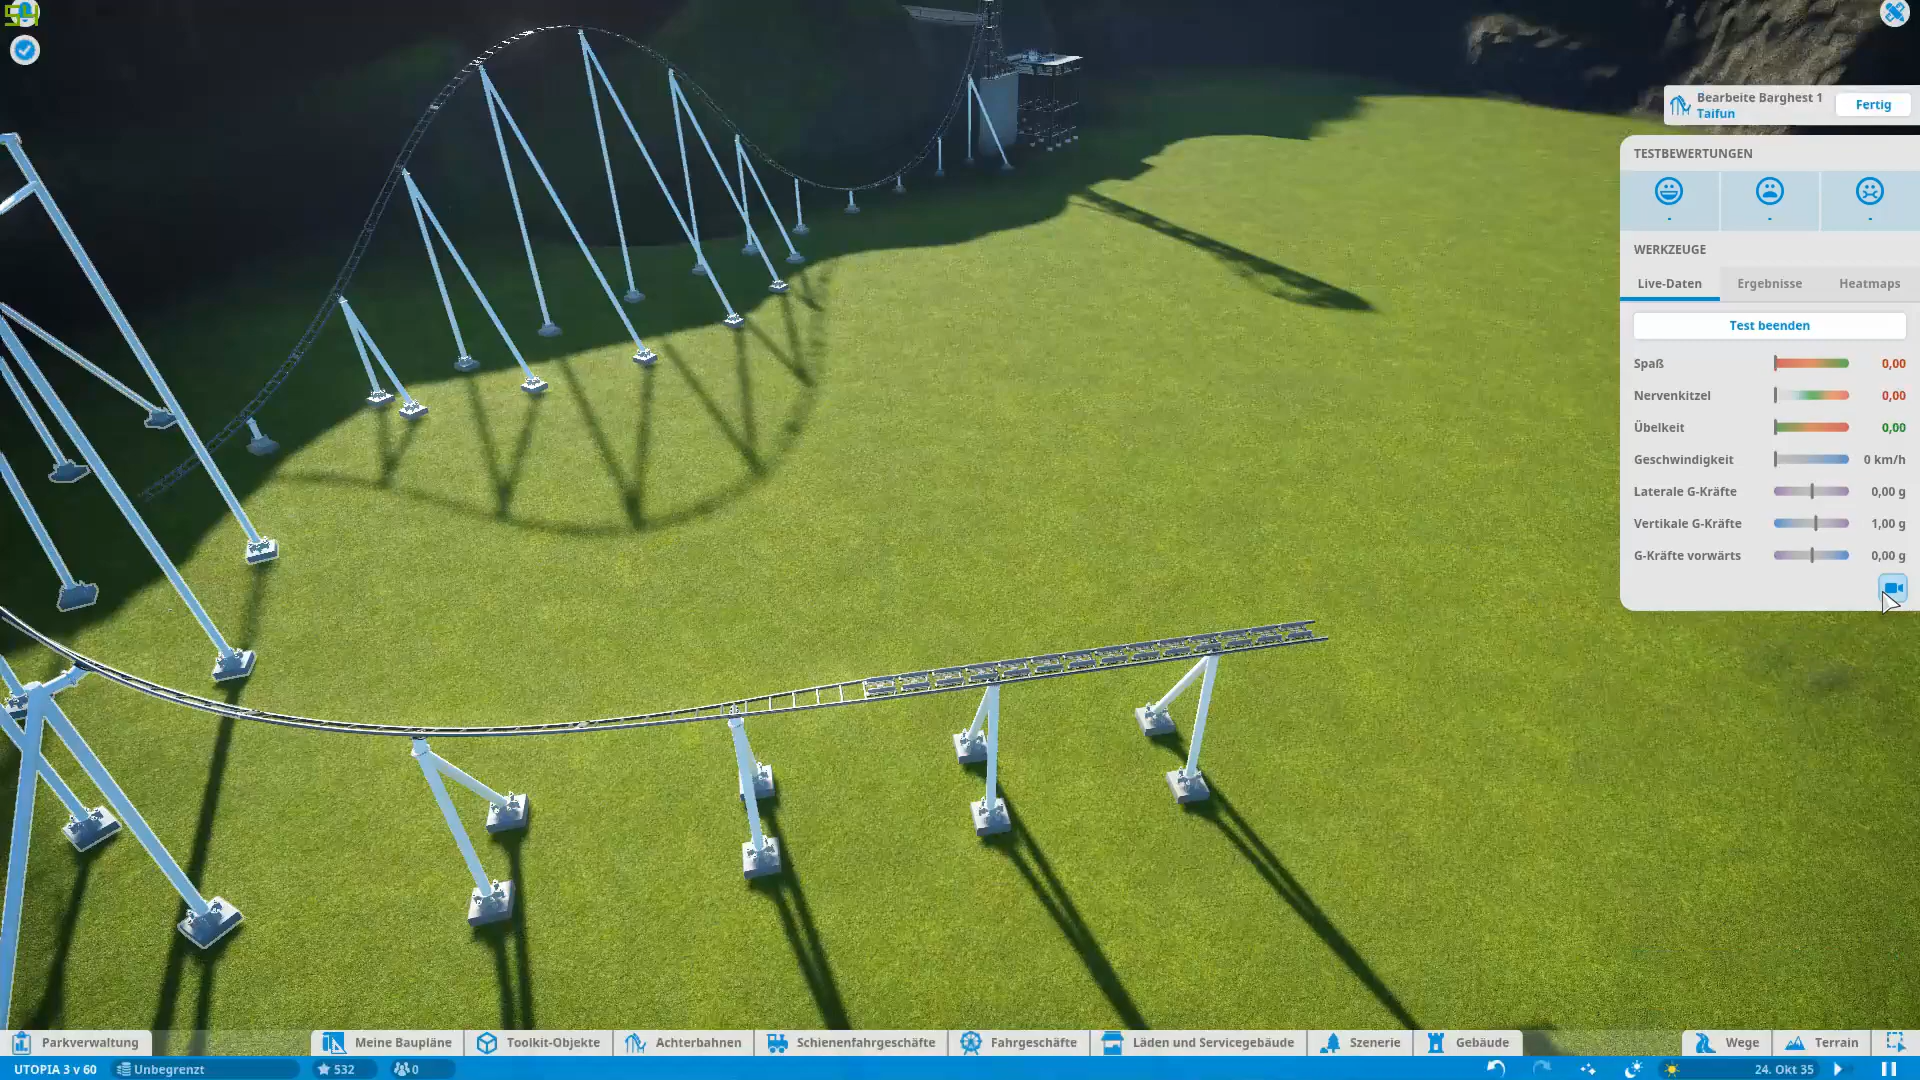 54
Bearbeite Barghest 1
Taifun
Fertig
TESTBEWERTUNGEN
- - -
WERKZEUGE
Live-Daten Ergebnisse Heatmaps
Test beenden
Spaß 0,00
Nervenkitzel 0,00
Übelkeit 0,00
Geschwindigkeit 0 km/h
Laterale G-Kräfte 0,00 g
Vertikale G-Kräfte 1,00 g
G-Kräfte vorwärts 0,00 g
Parkverwaltung Meine Baupläne Toolkit-Objekte Achterbahnen Schienenfahrgeschäfte Fahrgeschäfte Läden und Servicegebäude Szenerie Gebäude Wege Terrain
UTOPIA 3 v 60 Unbegrenzt 532 0 24. Okt 35